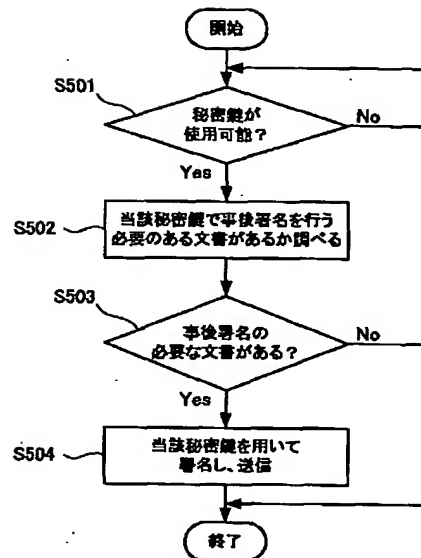 開始
S501
秘密鍵が
使用可能?
No
Yes
S502
当該秘密鍵で事後署名を行う
必要のある文書があるか調べる
S503
事後署名の
必要な文書がある?
No
Yes
S504
当該秘密鍵を用いて
署名し、送信
終了